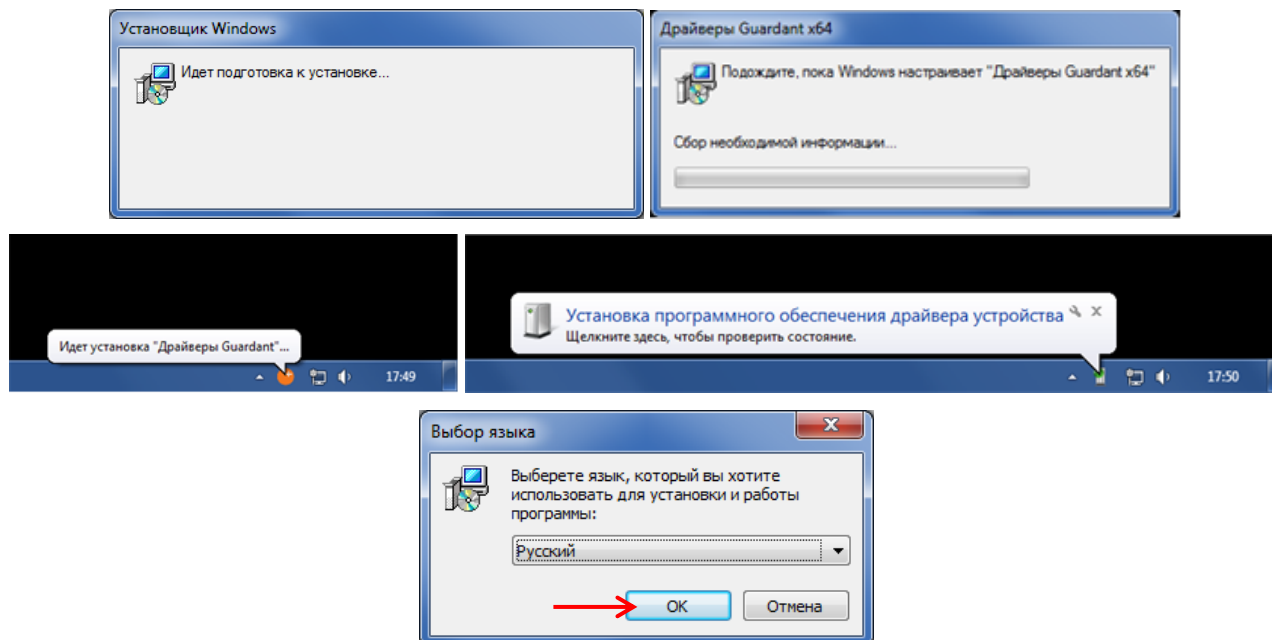 Установщик Windows
Идет подготовка к установке...
Драйверы Guardant x64
Подождите, пока Windows настраивает "Драйверы Guardant x64"
Сбор необходимой информации...
Идет установка "Драйверы Guardant"...
17:49
Установка программного обеспечения драйвера устройства
Щелкните здесь, чтобы проверить состояние.
17:50
Выбор языка
Выберете язык, который вы хотите
использовать для установки и работы
программы:
Русский
OK
Отмена